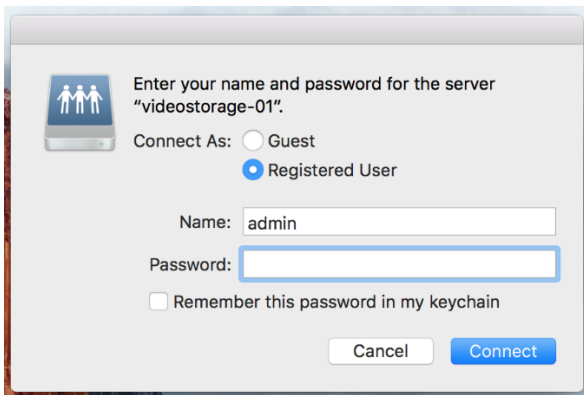 Enter your name and password for the server
“videostorage-01”.
Connect As: Guest
Registered User
Name: admin
Password:
Remember this password in my keychain
Cancel Connect